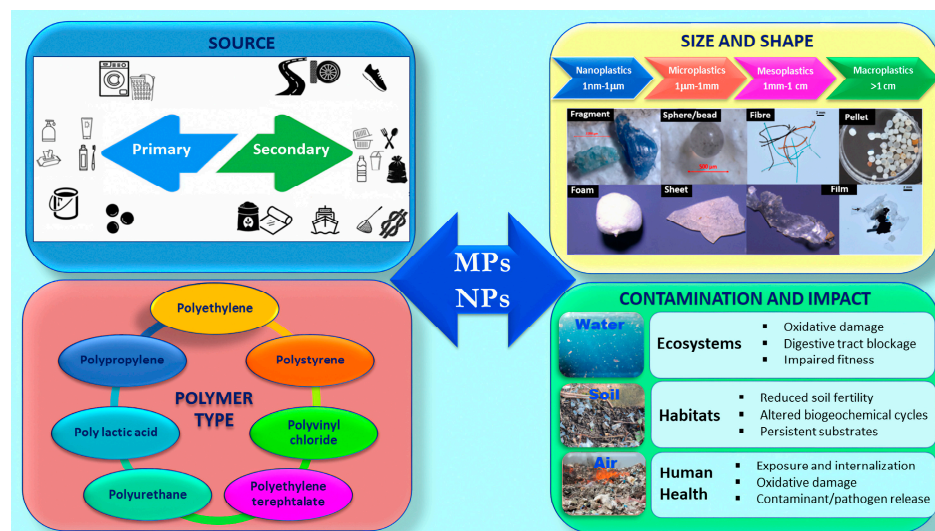 SOURCE
Primary
Secondary
SIZE AND SHAPE
Nanoplastics
1nm-1µm
Microplastics
1µm-1mm
Mesoplastics
1mm-1 cm
Macroplastics
>1 cm
Fragment
Sphere/bead
500 µm
Fibre
Pellet
Foam
Sheet
Film
MPs
NPs
Polyethylene
Polypropylene
Polystyrene
POLYMER
TYPE
Poly lactic acid
Polyvinyl
chloride
Polyurethane
Polyethylene
terephtalate
CONTAMINATION AND IMPACT
Water
Ecosystems
▪ Oxidative damage
▪ Digestive tract blockage
▪ Impaired fitness
Soil
Habitats
▪ Reduced soil fertility
▪ Altered biogeochemical cycles
▪ Persistent substrates
Air
Human
Health
▪ Exposure and internalization
▪ Oxidative damage
▪ Contaminant/pathogen release